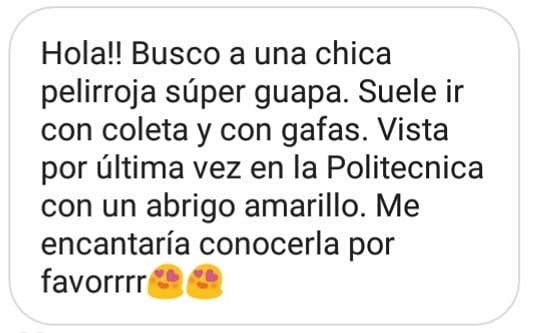 Hola!! Busco a una chica
pelirroja súper guapa. Suele ir
con coleta y con gafas. Vista
por última vez en la Politecnica
con un abrigo amarillo. Me
encantaría conocerla por
favorrrr😍😍